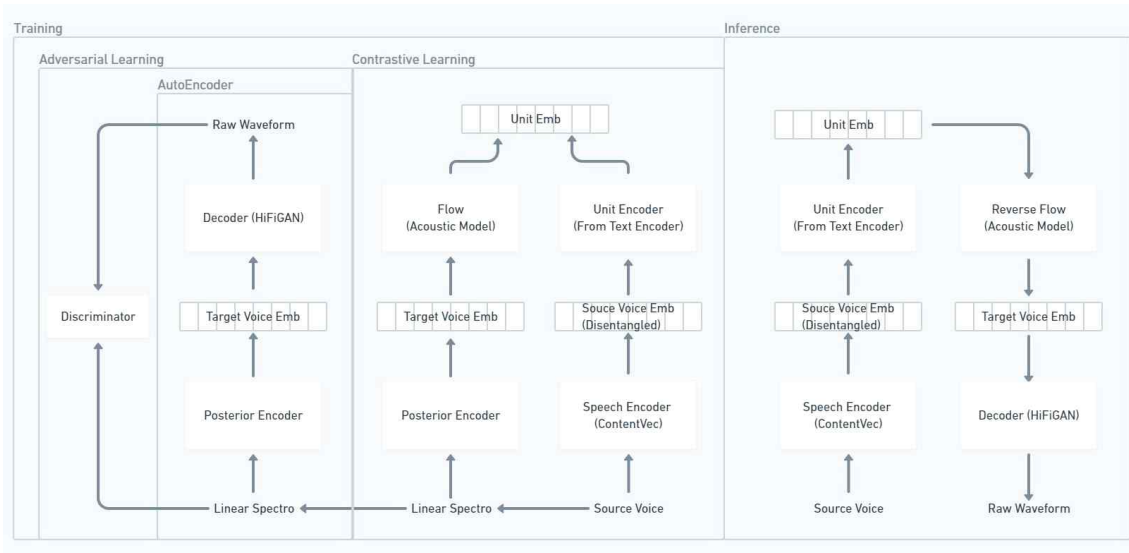 Training
Inference
Adversarial Learning
Contrastive Learning
AutoEncoder
Raw Waveform
Decoder (HiFiGAN)
Discriminator
Target Voice Emb
Posterior Encoder
Linear Spectro
Unit Emb
Flow
(Acoustic Model)
Target Voice Emb
Posterior Encoder
Linear Spectro
Unit Encoder
(From Text Encoder)
Souce Voice Emb
(Disentangled)
Speech Encoder
(ContentVec)
Source Voice
Unit Emb
Unit Encoder
(From Text Encoder)
Souce Voice Emb
(Disentangled)
Speech Encoder
(ContentVec)
Source Voice
Reverse Flow
(Acoustic Model)
Target Voice Emb
Decoder (HiFiGAN)
Raw Waveform